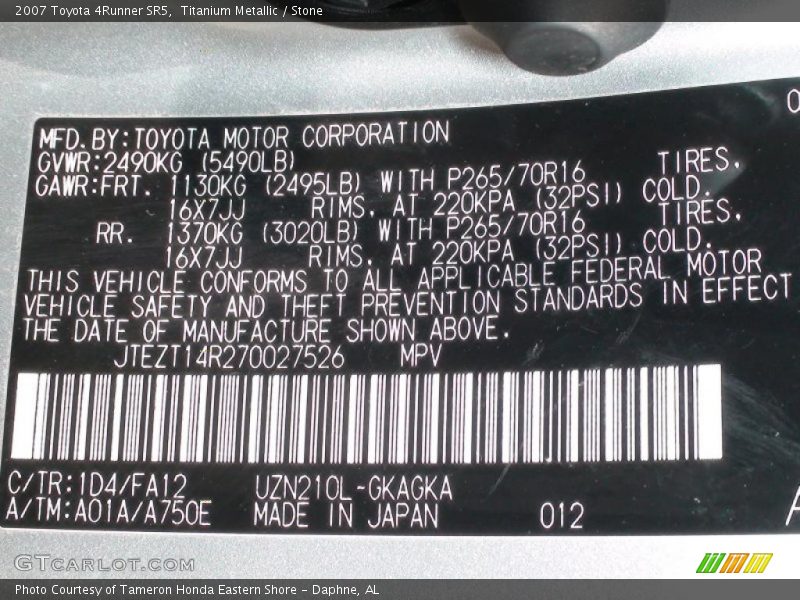 2007 Toyota 4Runner SR5,  Titanium Metallic / Stone
MFD. BY: TOYOTA MOTOR CORPORATION
GVWR: 2490KG (5490LB)
GAWR: FRT. 1130KG (2495LB) WITH P265/70R16 TIRES,
16X7JJ RIMS, AT 220KPA (32PSI) COLD.
RR. 1370KG (3020LB) WITH P265/70R16 TIRES,
16X7JJ RIMS, AT 220KPA (32PSI) COLD.
THIS VEHICLE CONFORMS TO ALL APPLICABLE FEDERAL MOTOR
VEHICLE SAFETY AND THEFT PREVENTION STANDARDS IN EFFECT
THE DATE OF MANUFACTURE SHOWN ABOVE.
JTEZT14R270027526 MPV
C/TR: 1D4/FA12 UZN210L-GKAGKA
A/TM: A01A/A750E MADE IN JAPAN 012
GTCARLOT.COM
Photo Courtesy of Tameron Honda Eastern Shore – Daphne, AL